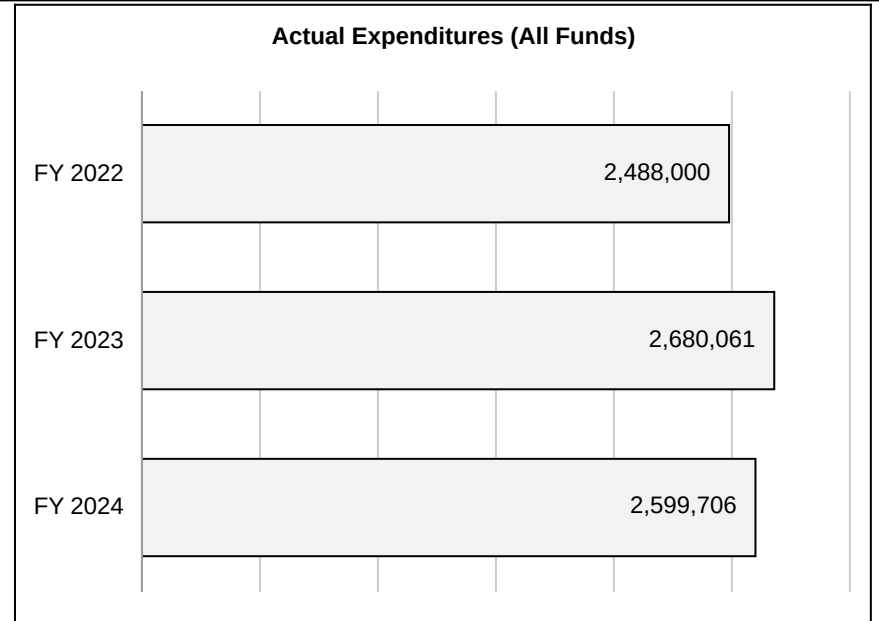 Actual Expenditures (All Funds)
FY 2022 2,488,000
FY 2023 2,680,061
FY 2024 2,599,706